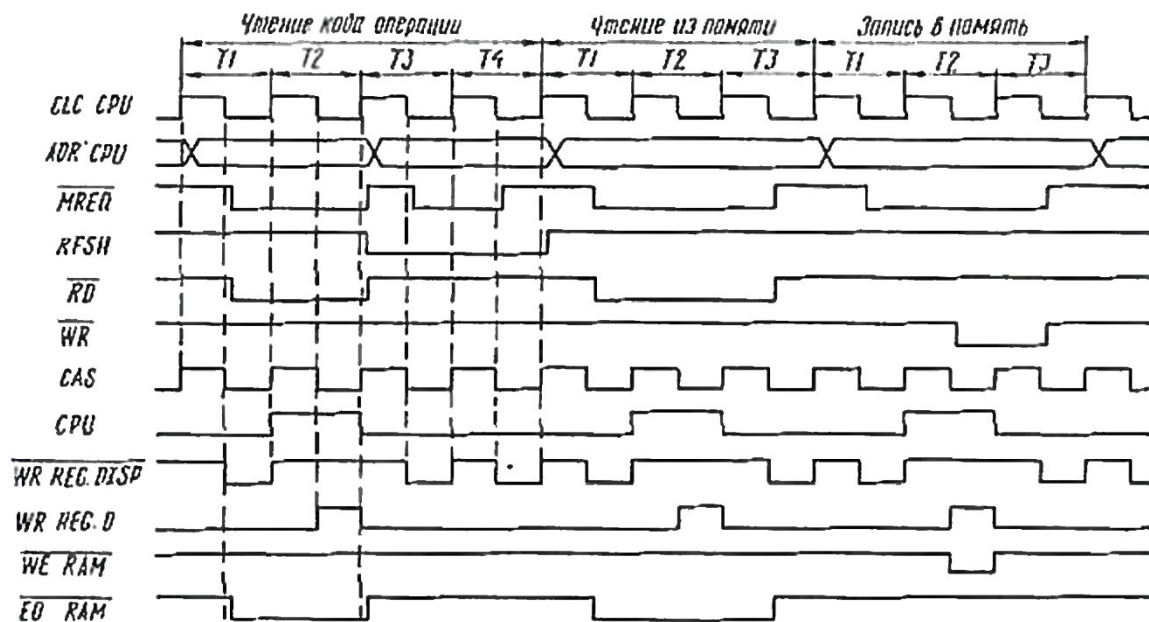 Чтение кода операции Чтение из памяти Запись в память
T1 T2 T3 T4 T1 T2 T3 T1 T2 T3
CLC CPU
ADR CPU
MREQ
RFSH
RD
WR
CAS
CPU
WR REG.DISP
WR REG.D
WE RAM
EO RAM